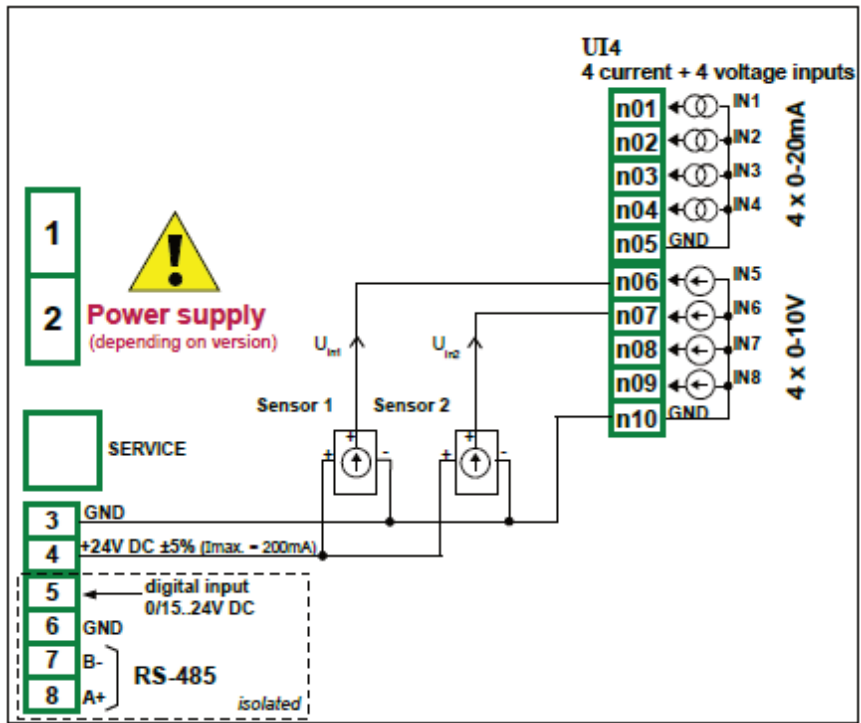 UI4
4 current + 4 voltage inputs
n01
IN1
n02
IN2
n03
IN3
n04
IN4
n05
GND
4 x 0-20mA
n06
IN5
n07
IN6
n08
IN7
n09
IN8
n10
GND
4 x 0-10V
1
2
Power supply
(depending on version)
U In1
U In2
Sensor 1
Sensor 2
+
+
-
+
+
-
SERVICE
3
GND
4
+24V DC ±5% (Imax. = 200mA)
5
digital input
0/15..24V DC
6
GND
7
B-
RS-485
8
A+
isolated